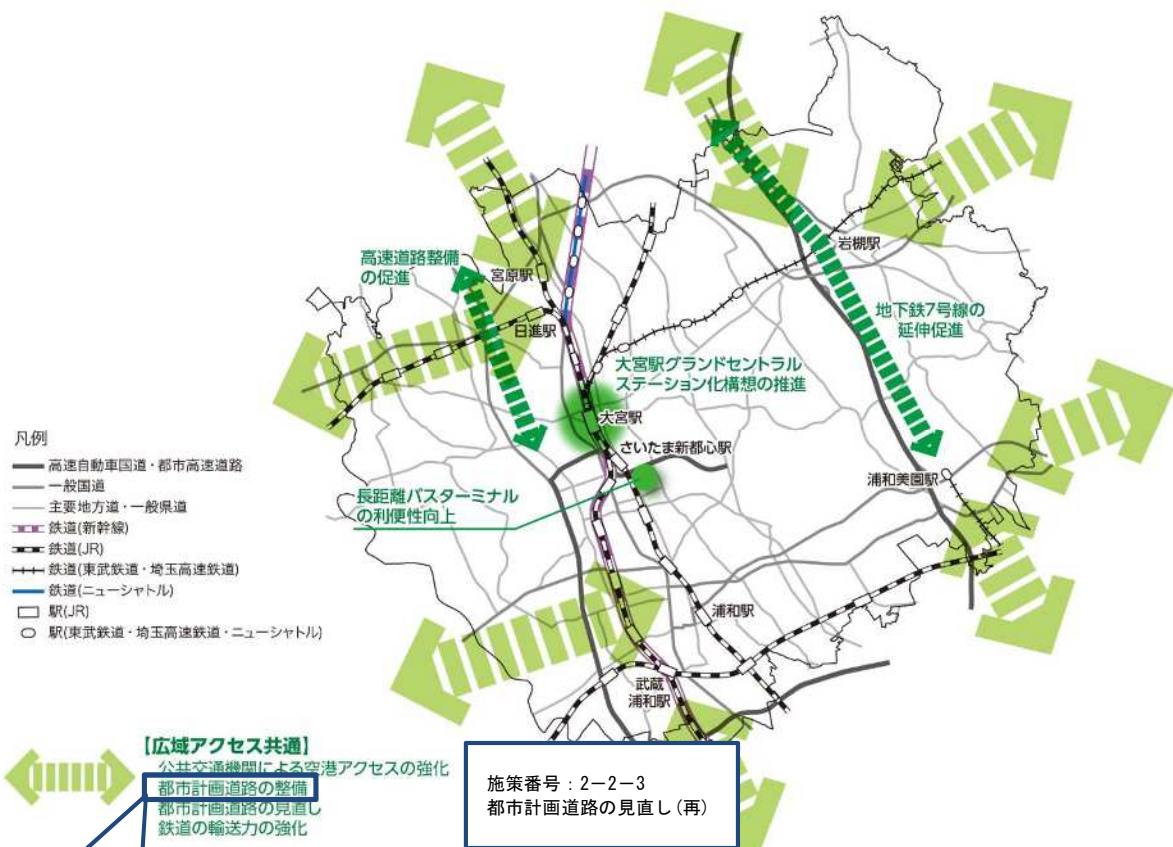 高速道路整備
の促進
宮原駅
日進駅
岩槻駅
地下鉄7号線の
延伸促進
大宮駅グランドセントラル
ステーション化構想の推進
大宮駅
さいたま新都心駅
長距離バスターミナル
の利便性向上
浦和美園駅
浦和駅
武蔵
浦和駅
凡例
高速自動車国道・都市高速道路
一般国道
主要地方道・一般県道
鉄道(新幹線)
鉄道(JR)
鉄道(東武鉄道・埼玉高速鉄道)
鉄道(ニューシャトル)
駅(JR)
駅(東武鉄道・埼玉高速鉄道・ニューシャトル)
【広域アクセス共通】
公共交通機関による空港アクセスの強化
都市計画道路の整備
都市計画道路の見直し
鉄道の輸送力の強化
施策番号：2−2−3
都市計画道路の見直し(再)